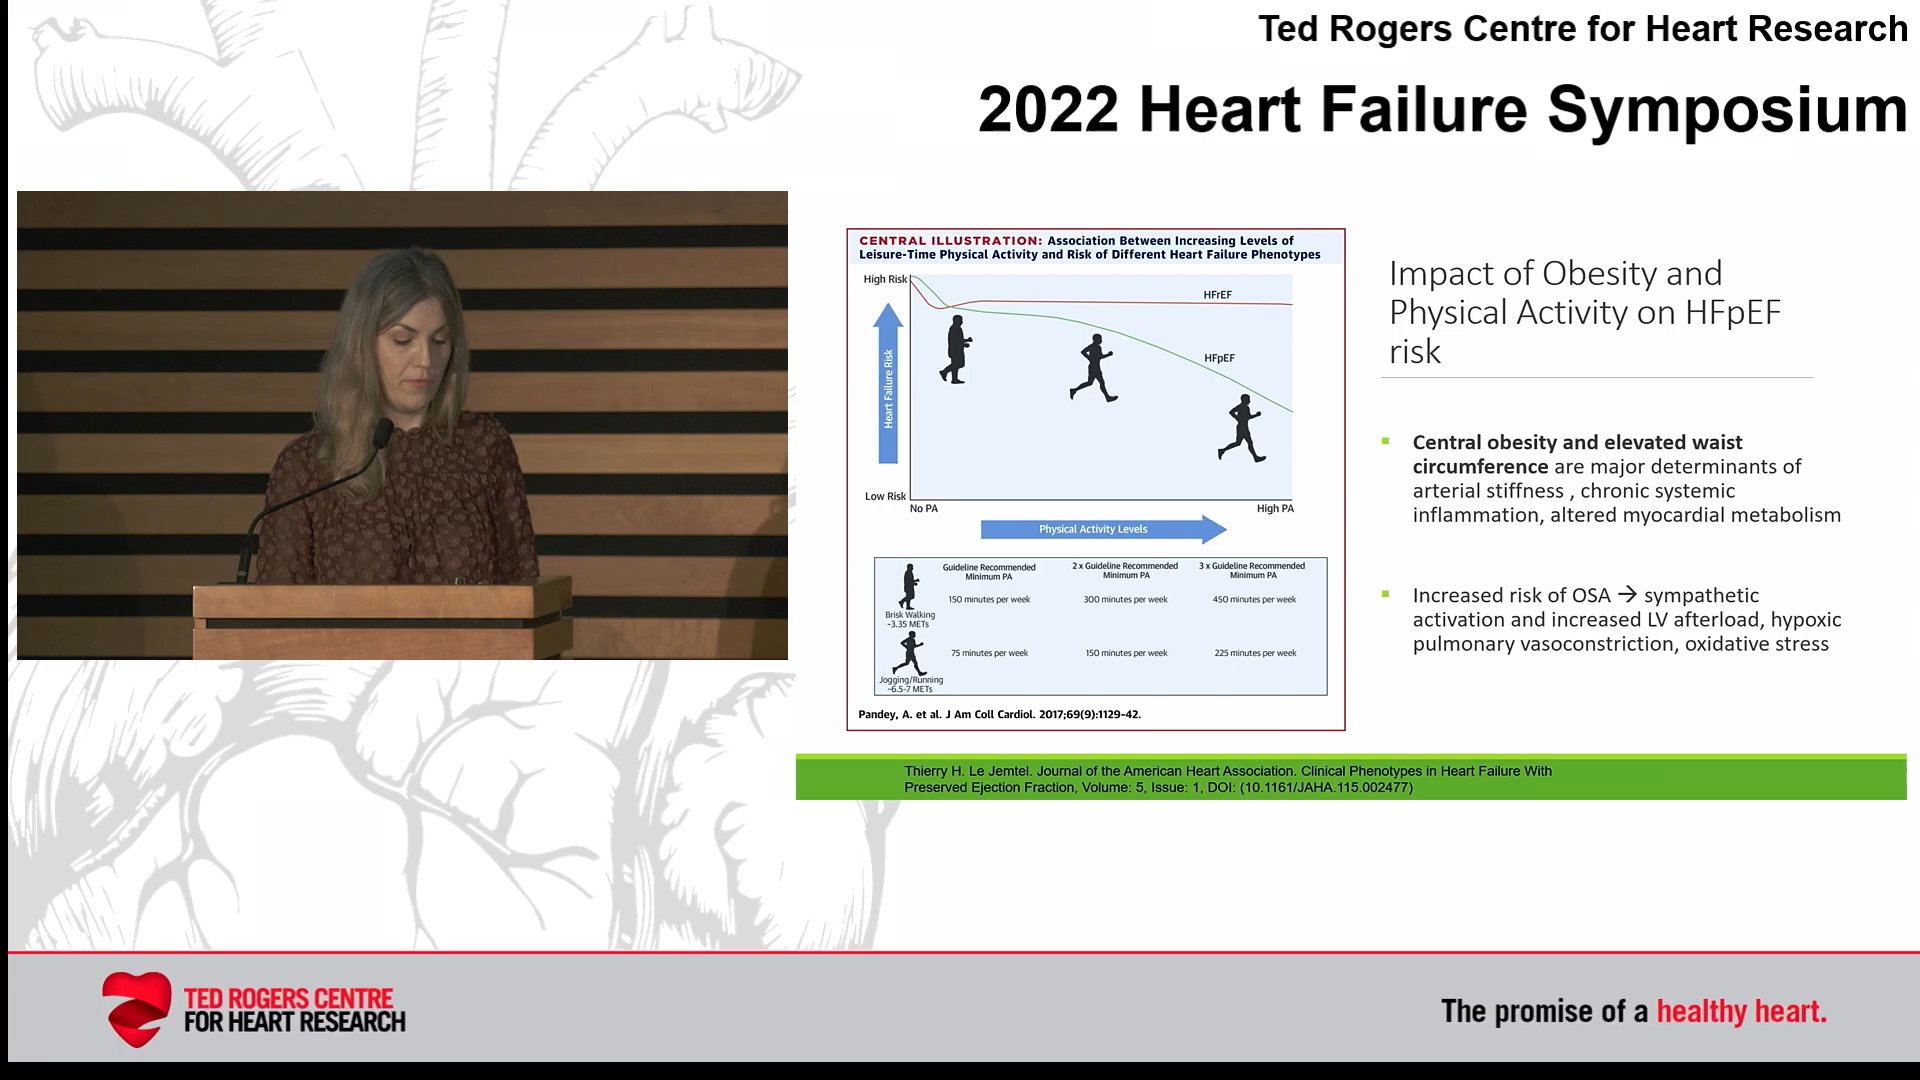 Ted Rogers Centre for Heart Research
2022 Heart Failure Symposium
CENTRAL ILLUSTRATION: Association Between Increasing Levels of
Leisure-Time Physical Activity and Risk of Different Heart Failure Phenotypes
High Risk
HFrEF
HFpEF
Heart Failure Risk
Low Risk
No PA
High PA
Physical Activity Levels
Guideline Recommended
Minimum PA
2 x Guideline Recommended
Minimum PA
3 x Guideline Recommended
Minimum PA
150 minutes per week
300 minutes per week
450 minutes per week
Brisk Walking
~3.35 METs
75 minutes per week
150 minutes per week
225 minutes per week
Jogging/Running
~6.5-7 METs
Pandey, A. et al. J Am Coll Cardiol. 2017;69(9):1129–42.
Impact of Obesity and
Physical Activity on HFpEF
risk
Central obesity and elevated waist
circumference are major determinants of
arterial stiffness , chronic systemic
inflammation, altered myocardial metabolism
Increased risk of OSA → sympathetic
activation and increased LV afterload, hypoxic
pulmonary vasoconstriction, oxidative stress
Thierry H. Le Jemtel. Journal of the American Heart Association. Clinical Phenotypes in Heart Failure With
Preserved Ejection Fraction, Volume: 5, Issue: 1, DOI: (10.1161/JAHA.115.002477)
TED ROGERS CENTRE
FOR HEART RESEARCH
The promise of a healthy heart.